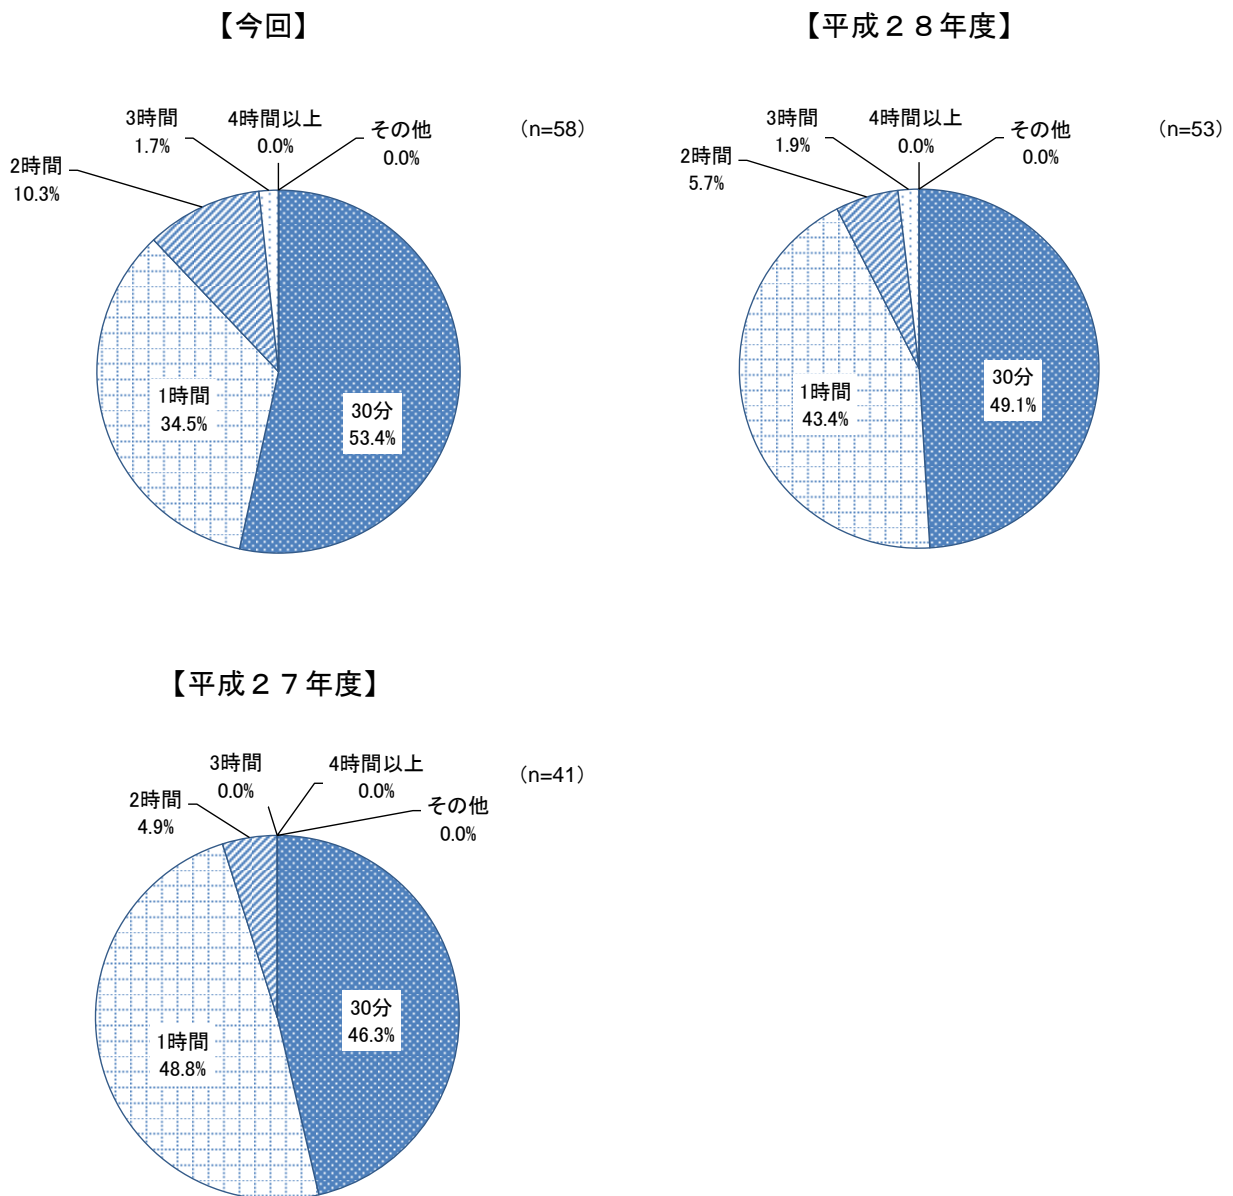 【今回】
3時間
1.7%
4時間以上
0.0%
その他
0.0%
（n=58）
2時間
10.3%
1時間
34.5%
30分
53.4%
【平成２８年度】
3時間
1.9%
4時間以上
0.0%
その他
0.0%
（n=53）
2時間
5.7%
1時間
43.4%
30分
49.1%
【平成２７年度】
3時間
0.0%
4時間以上
0.0%
その他
0.0%
（n=41）
2時間
4.9%
1時間
48.8%
30分
46.3%